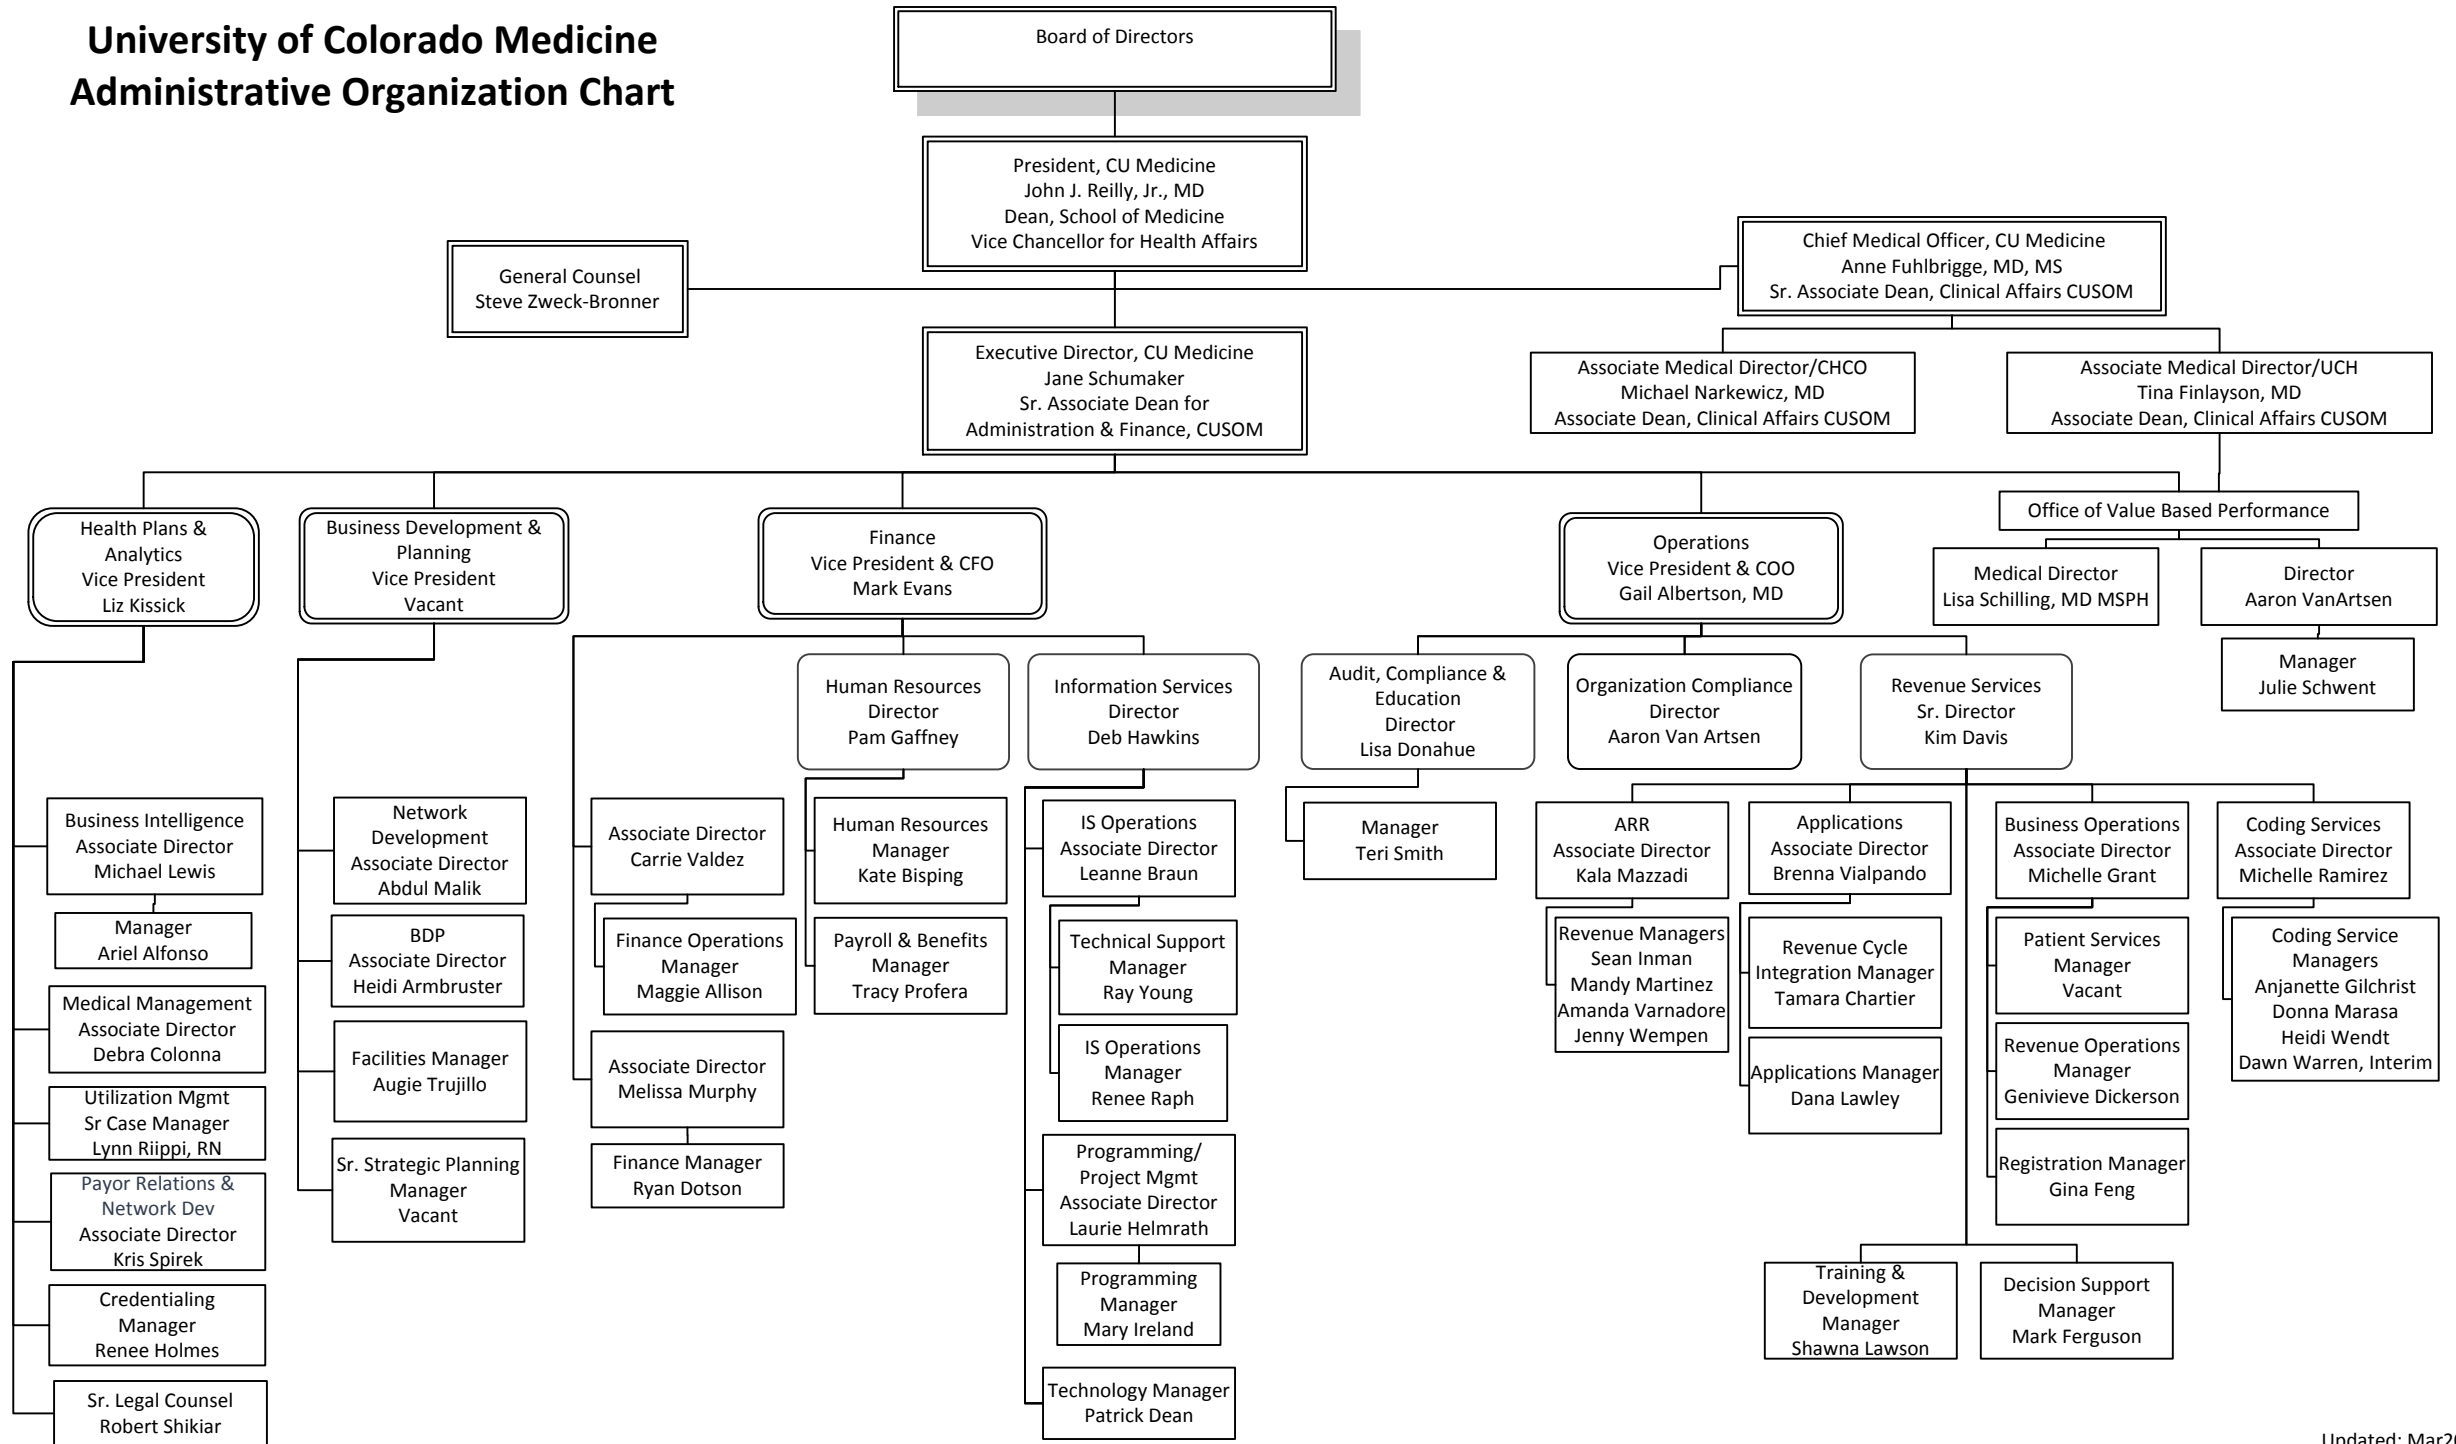 University of Colorado Medicine
Administrative Organization Chart
Board of Directors
President, CU Medicine
John J. Reilly, Jr., MD
Dean, School of Medicine
Vice Chancellor for Health Affairs
General Counsel
Steve Zweck-Bronner
Chief Medical Officer, CU Medicine
Anne Fuhlbrigge, MD, MS
Sr. Associate Dean, Clinical Affairs CUSOM
Executive Director, CU Medicine
Jane Schumaker
Sr. Associate Dean for
Administration & Finance, CUSOM
Associate Medical Director/CHCO
Michael Narkewicz, MD
Associate Dean, Clinical Affairs CUSOM
Associate Medical Director/UCH
Tina Finlayson, MD
Associate Dean, Clinical Affairs CUSOM
Health Plans &
Analytics
Vice President
Liz Kissick
Business Development &
Planning
Vice President
Vacant
Finance
Vice President & CFO
Mark Evans
Operations
Vice President & COO
Gail Albertson, MD
Office of Value Based Performance
Medical Director
Lisa Schilling, MD MSPH
Director
Aaron VanArtsen
Manager
Julie Schwent
Human Resources
Director
Pam Gaffney
Information Services
Director
Deb Hawkins
Audit, Compliance &
Education
Director
Lisa Donahue
Organization Compliance
Director
Aaron Van Artsen
Revenue Services
Sr. Director
Kim Davis
Business Intelligence
Associate Director
Michael Lewis
Manager
Ariel Alfonso
Medical Management
Associate Director
Debra Colonna
Utilization Mgmt
Sr Case Manager
Lynn Riippi, RN
Payor Relations &
Network Dev
Associate Director
Kris Spirek
Credentialing
Manager
Renee Holmes
Sr. Legal Counsel
Robert Shikiar
Network
Development
Associate Director
Abdul Malik
BDP
Associate Director
Heidi Armbruster
Facilities Manager
Augie Trujillo
Sr. Strategic Planning
Manager
Vacant
Associate Director
Carrie Valdez
Finance Operations
Manager
Maggie Allison
Associate Director
Melissa Murphy
Finance Manager
Ryan Dotson
Human Resources
Manager
Kate Bisping
Payroll & Benefits
Manager
Tracy Profera
IS Operations
Associate Director
Leanne Braun
Technical Support
Manager
Ray Young
IS Operations
Manager
Renee Raph
Programming/
Project Mgmt
Associate Director
Laurie Helmrath
Programming
Manager
Mary Ireland
Technology Manager
Patrick Dean
Manager
Teri Smith
ARR
Associate Director
Kala Mazzadi
Revenue Managers
Sean Inman
Mandy Martinez
Amanda Varnadore
Jenny Wempen
Applications
Associate Director
Brenna Vialpando
Revenue Cycle
Integration Manager
Tamara Chartier
Applications Manager
Dana Lawley
Business Operations
Associate Director
Michelle Grant
Patient Services
Manager
Vacant
Revenue Operations
Manager
Genivieve Dickerson
Registration Manager
Gina Feng
Coding Services
Associate Director
Michelle Ramirez
Coding Service
Managers
Anjanette Gilchrist
Donna Marasa
Heidi Wendt
Dawn Warren, Interim
Training &
Development
Manager
Shawna Lawson
Decision Support
Manager
Mark Ferguson
Updated: